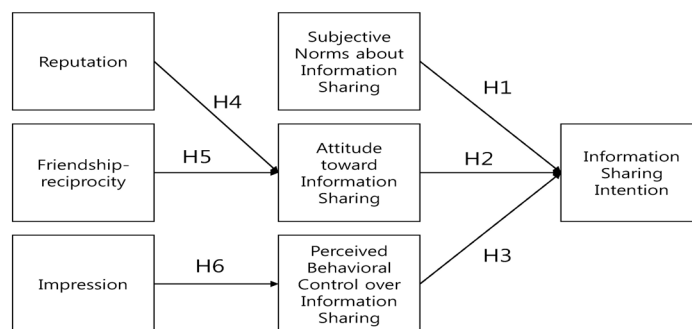 Reputation
Subjective
Norms about
Information
Sharing
H1
H4
Friendship-
reciprocity
H5
Attitude
toward
Information
Sharing
H2
Information
Sharing
Intention
Impression
H6
Perceived
Behavioral
Control over
Information
Sharing
H3